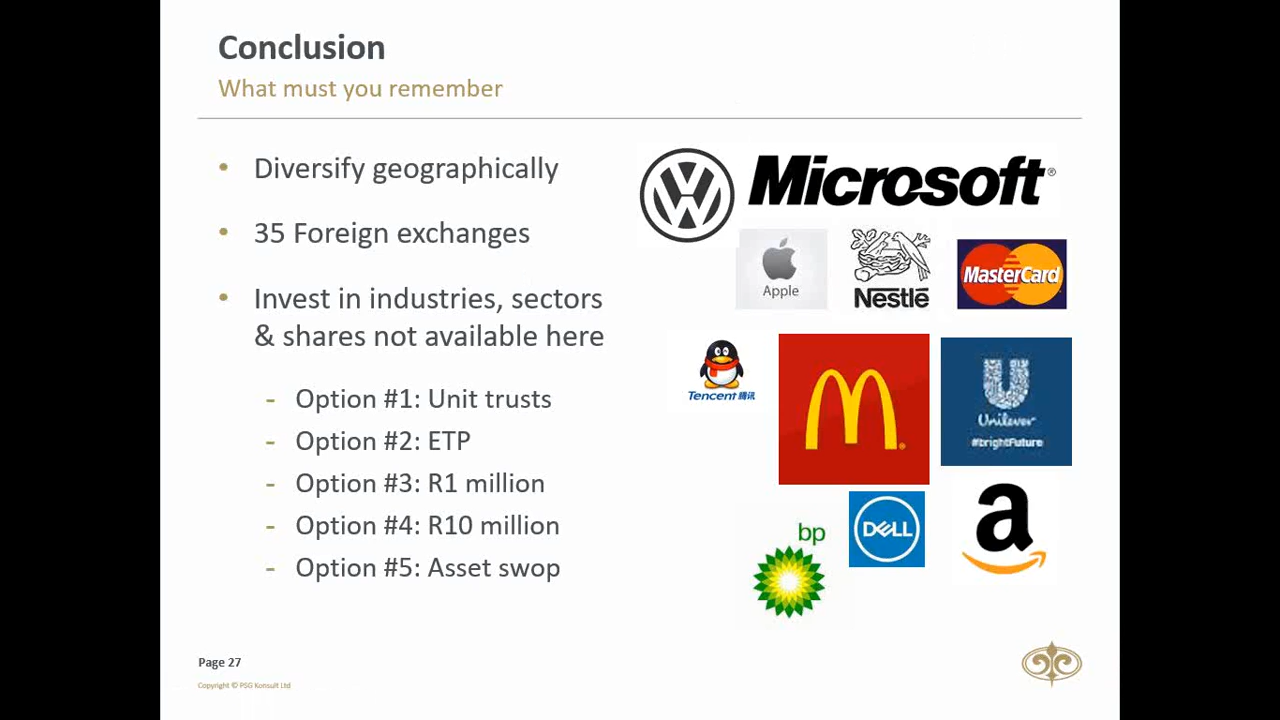 Conclusion
What must you remember
• Diversify geographically
• 35 Foreign exchanges
• Invest in industries, sectors
& shares not available here
- Option #1: Unit trusts
- Option #2: ETP
- Option #3: R1 million
- Option #4: R10 million
- Option #5: Asset swop
Microsoft®
Apple
Nestlé
MasterCard
Tencent 腾讯
Unilever
#brightFuture
bp
DELL
a
Page 27
Copyright © PSG Konsult Ltd